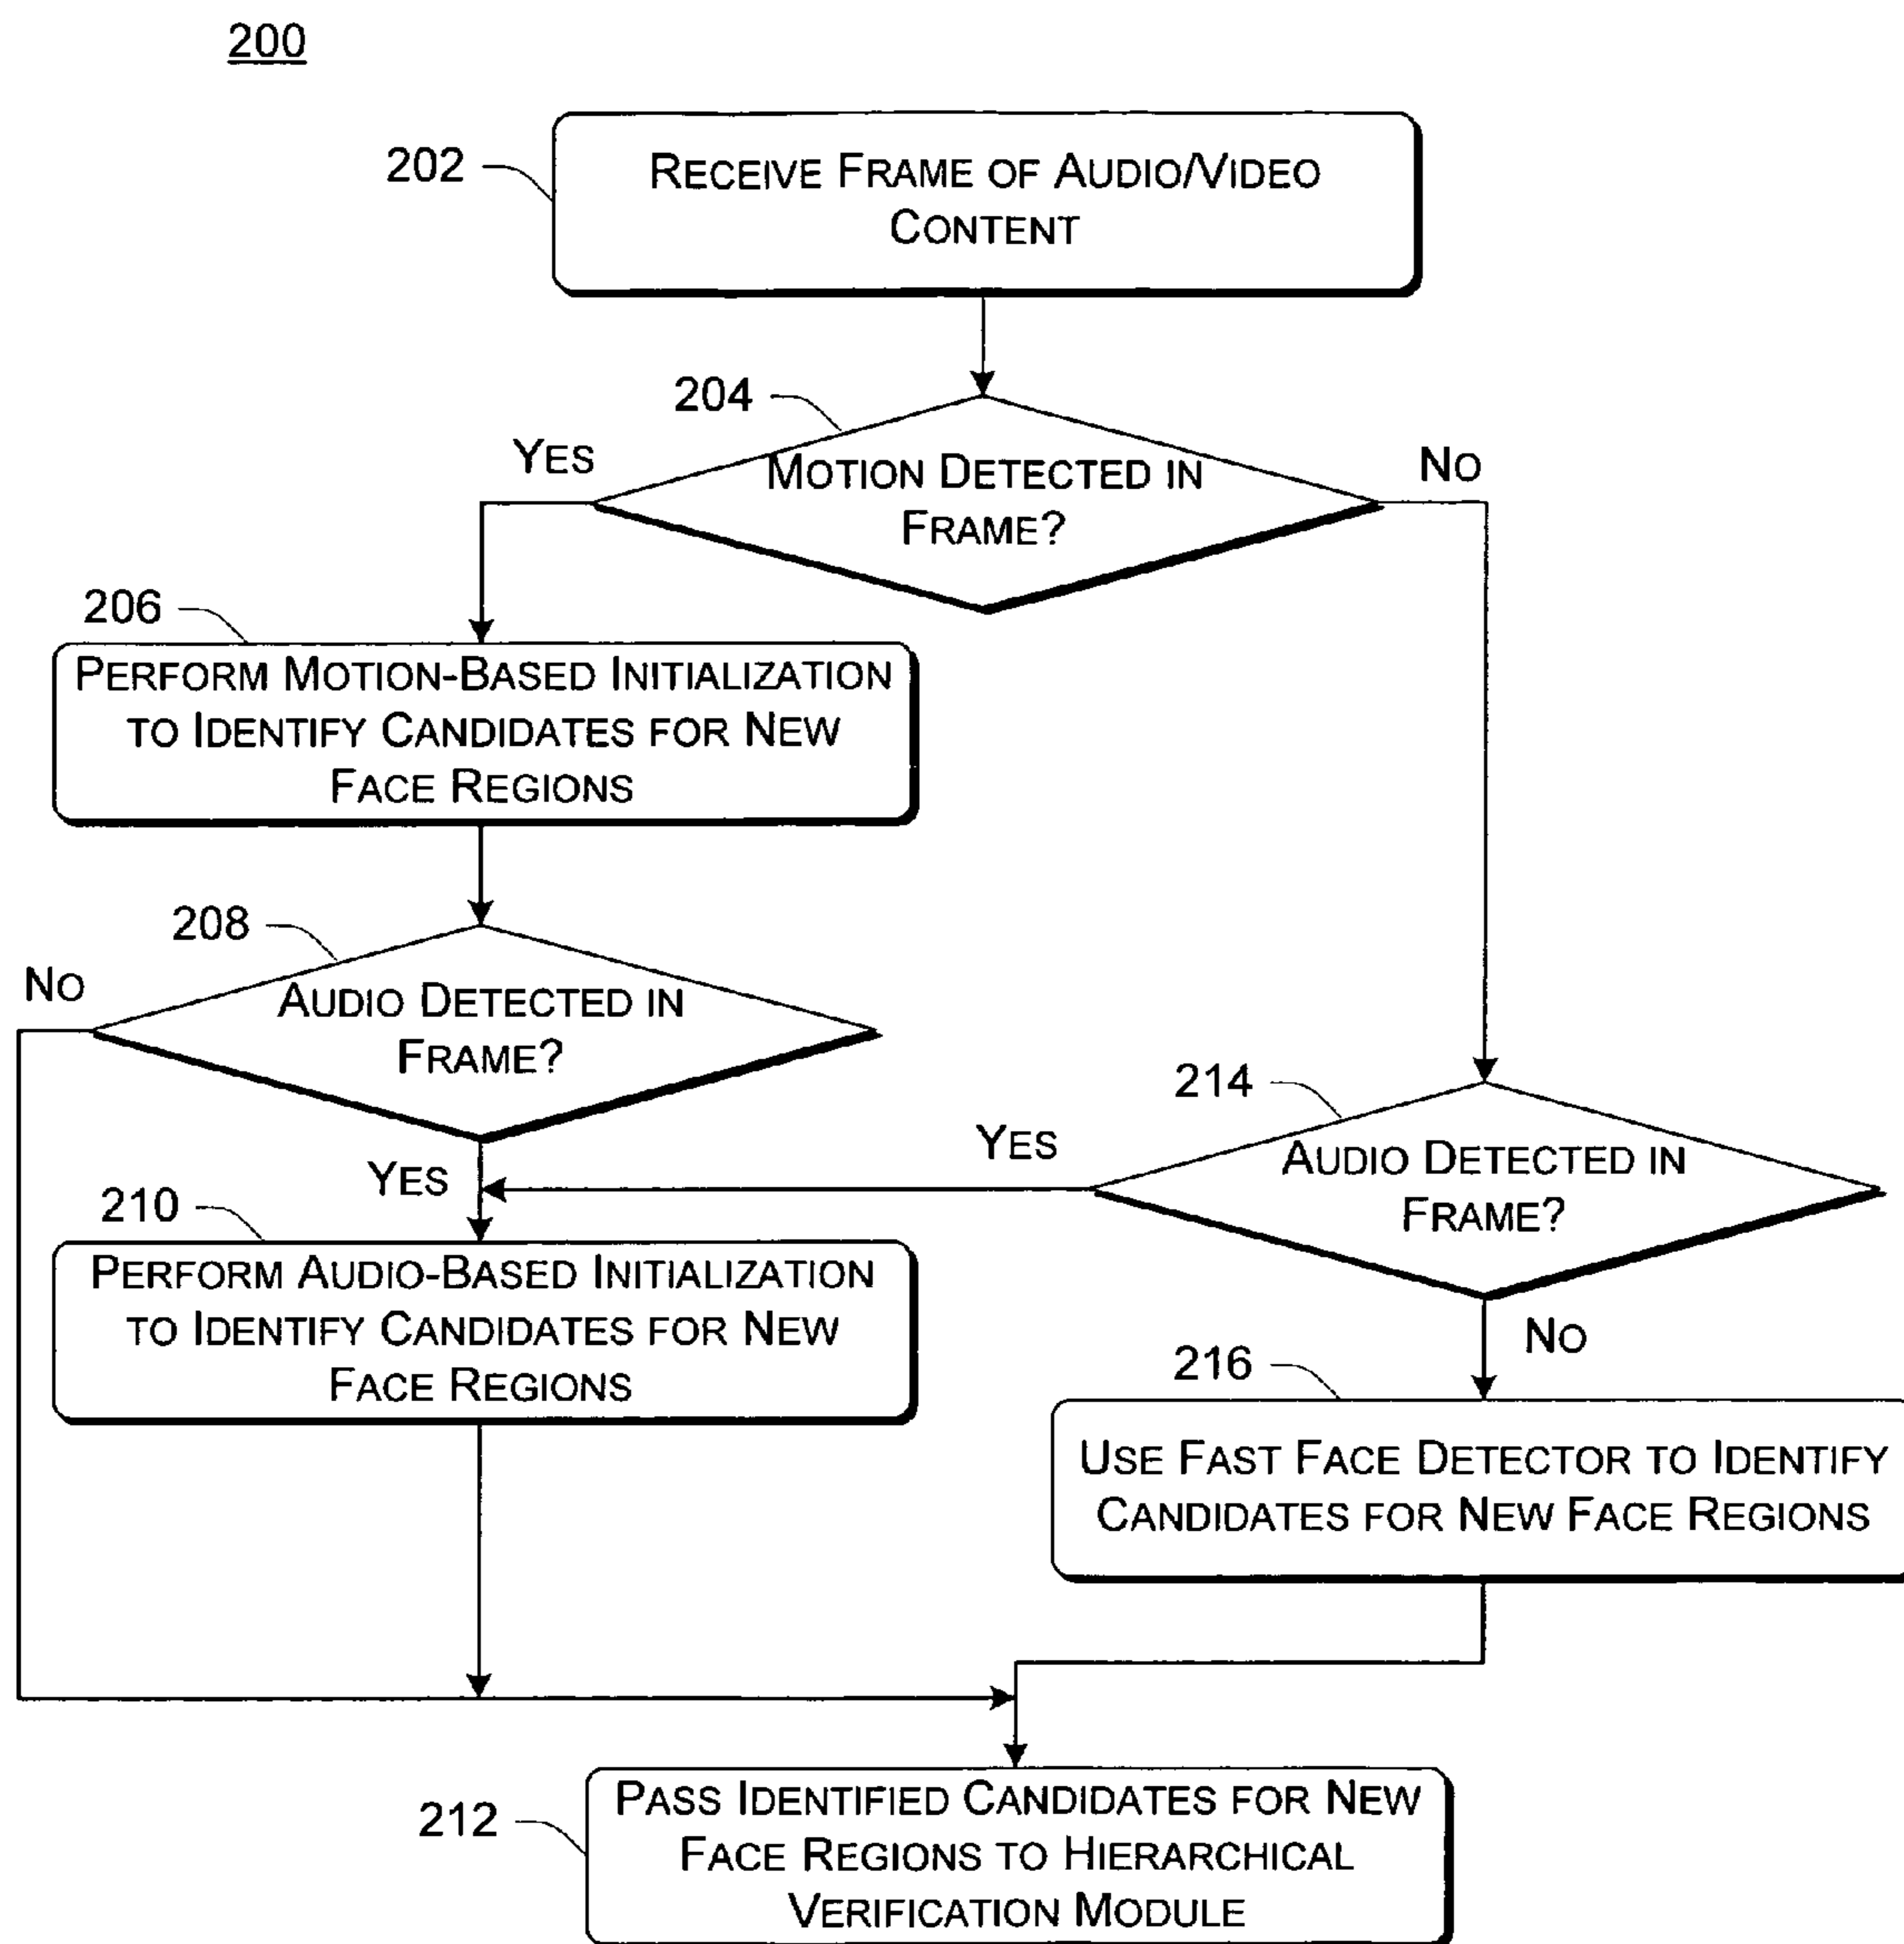 200
202
RECEIVE FRAME OF AUDIO/VIDEO
CONTENT
204
YES
NO
MOTION DETECTED IN
FRAME?
206
PERFORM MOTION-BASED INITIALIZATION
TO IDENTIFY CANDIDATES FOR NEW
FACE REGIONS
208
NO
AUDIO DETECTED IN
FRAME?
YES
214
YES
AUDIO DETECTED IN
FRAME?
NO
210
PERFORM AUDIO-BASED INITIALIZATION
TO IDENTIFY CANDIDATES FOR NEW
FACE REGIONS
216
USE FAST FACE DETECTOR TO IDENTIFY
CANDIDATES FOR NEW FACE REGIONS
212
PASS IDENTIFIED CANDIDATES FOR NEW
FACE REGIONS TO HIERARCHICAL
VERIFICATION MODULE